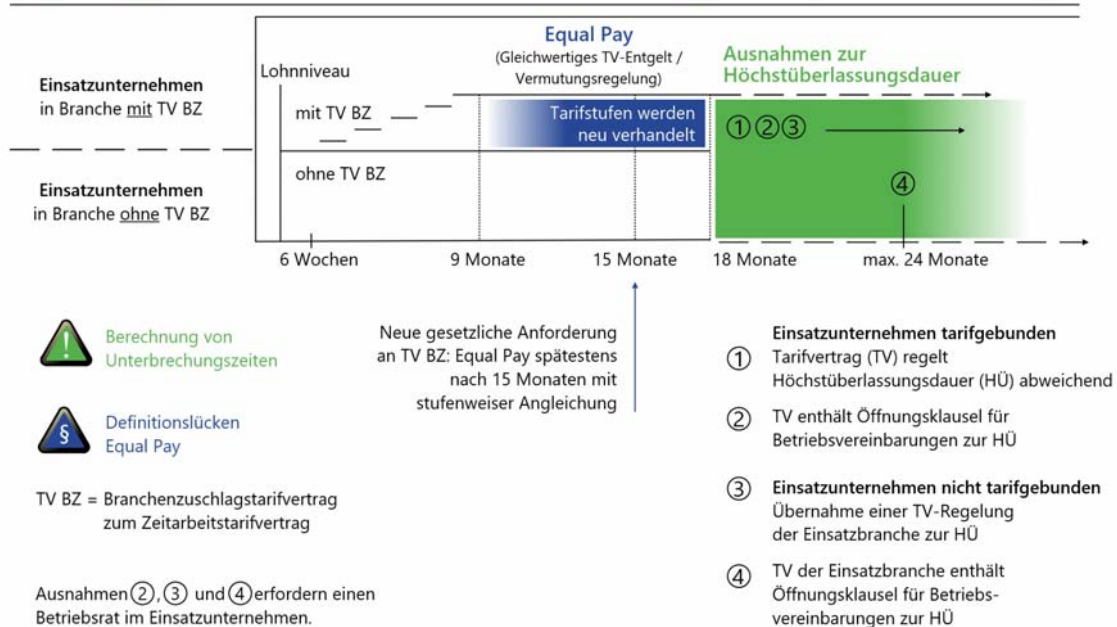 Equal Pay
(Gleichwertiges TV-Entgelt /
Vermutungsregelung)
Ausnahmen zur
Höchstüberlassungsdauer
Einsatzunternehmen
in Branche mit TV BZ
Lohnniveau
mit TV BZ
Tarifstufen werden
neu verhandelt
① ② ③
Einsatzunternehmen
in Branche ohne TV BZ
ohne TV BZ
④
6 Wochen
9 Monate
15 Monate
18 Monate
max. 24 Monate
!
Berechnung von
Unterbrechungszeiten
§
Definitionslücken
Equal Pay
TV BZ = Branchenzuschlagstarifvertrag
zum Zeitarbeitstarifvertrag
Ausnahmen ②, ③ und ④ erfordern einen
Betriebsrat im Einsatzunternehmen.
Neue gesetzliche Anforderung
an TV BZ: Equal Pay spätestens
nach 15 Monaten mit
stufenweiser Angleichung
Einsatzunternehmen tarifgebunden
① Tarifvertrag (TV) regelt
Höchstüberlassungsdauer (HÜ) abweichend
② TV enthält Öffnungsklausel für
Betriebsvereinbarungen zur HÜ
③ Einsatzunternehmen nicht tarifgebunden
Übernahme einer TV-Regelung
der Einsatzbranche zur HÜ
④ TV der Einsatzbranche enthält
Öffnungsklausel für Betriebs-
vereinbarungen zur HÜ